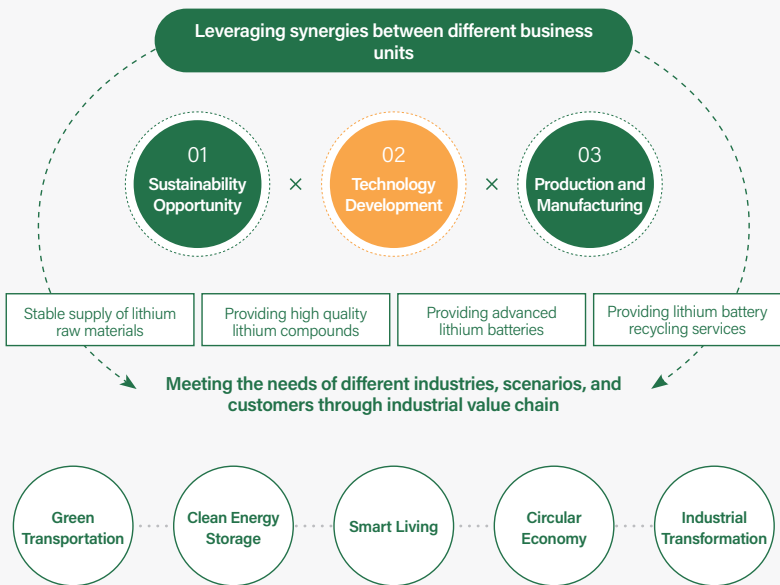 Leveraging synergies between different business
units
01
Sustainability
Opportunity
×
02
Technology
Development
×
03
Production and
Manufacturing
Stable supply of lithium
raw materials
Providing high quality
lithium compounds
Providing advanced
lithium batteries
Providing lithium battery
recycling services
Meeting the needs of different industries, scenarios, and
customers through industrial value chain
Green
Transportation
Clean Energy
Storage
Smart Living
Circular
Economy
Industrial
Transformation